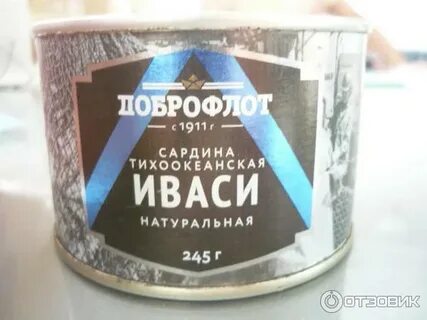 ДОБРОФЛОТ
с 1911 г
САРДИНА
ТИХООКЕАНСКАЯ
ИВАСИ
НАТУРАЛЬНАЯ
245 г
ОТЗОВИК